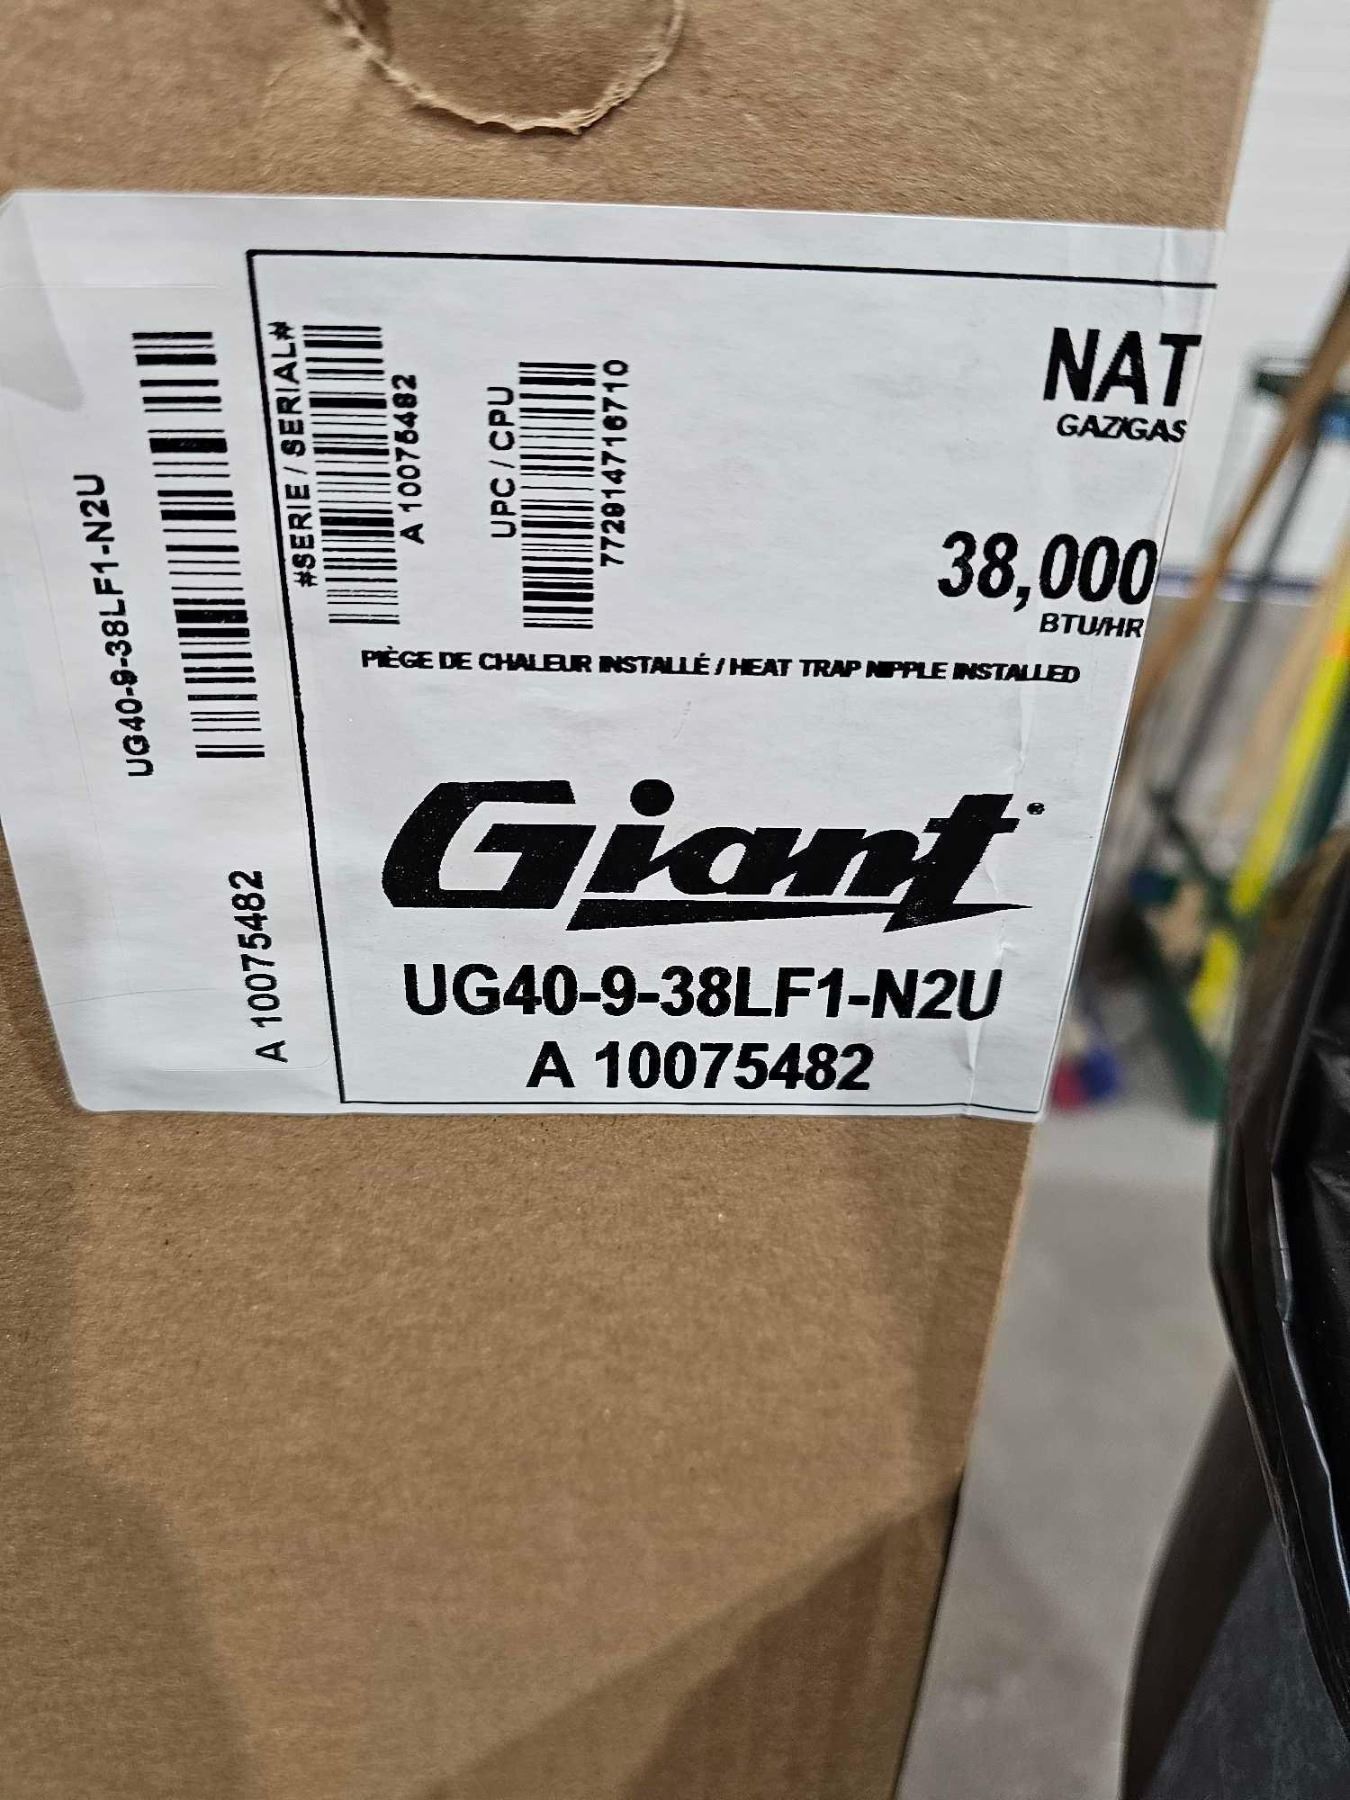 UG40-9-38LF1-N2U
A 10075482
#SERIE / SERIAL#
A 10075482
UPC / CPU
772914716710
NAT
GAZ/GAS
38,000
BTU/HR
PIÈGE DE CHALEUR INSTALLÉ / HEAT TRAP NIPPLE INSTALLED
Giant®
UG40-9-38LF1-N2U
A 10075482